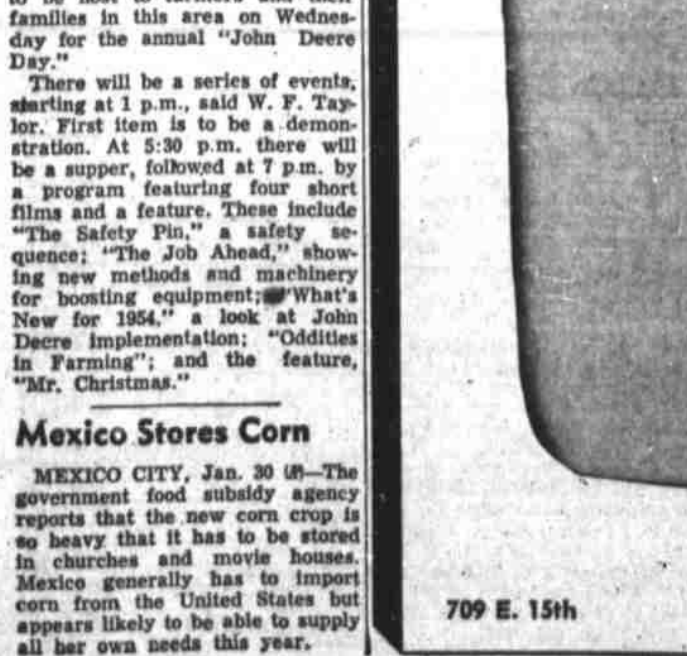 to be host to farmers and their
families in this area on Wednes-
day for the annual "John Deere
Day."
There will be a series of events,
starting at 1 p.m., said W. F. Tay-
lor. First item is to be a demon-
stration. At 5:30 p.m. there will
be a supper, followed at 7 p.m. by
a program featuring four short
films and a feature. These include
"The Safety Pin," a safety se-
quence; "The Job Ahead," show-
ing new methods and machinery
for boosting equipment; "What's
New for 1954," a look at John
Deere implementation; "Oddities
in Farming"; and the feature,
"Mr. Christmas."
Mexico Stores Corn
MEXICO CITY, Jan. 30 (AP)—The
government food subsidy agency
reports that the new corn crop is
so heavy that it has to be stored
in churches and movie houses.
Mexico generally has to import
corn from the United States but
appears likely to be able to supply
all her own needs this year.
709 E. 15th